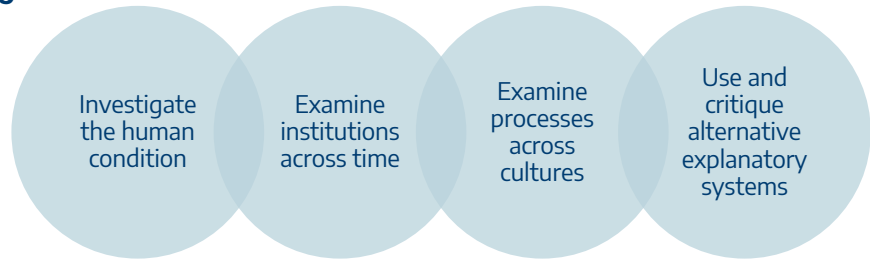 Investigate
the human
condition
Examine
institutions
across time
Examine
processes
across
cultures
Use and
critique
alternative
explanatory
systems